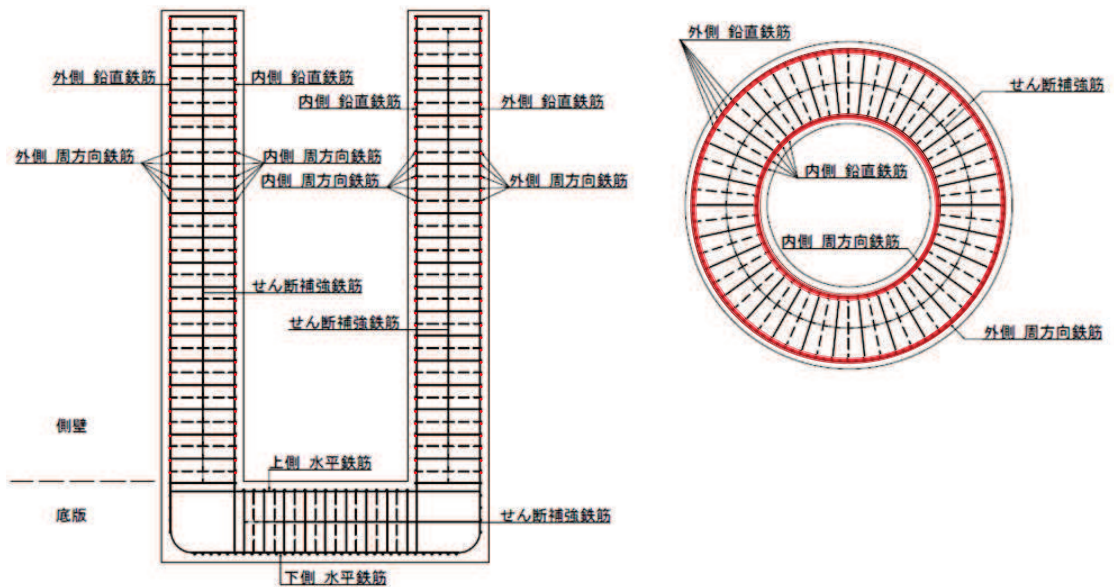 外側 鉛直鉄筋
内側 鉛直鉄筋
内側 鉛直鉄筋
外側 鉛直鉄筋
外側 周方向鉄筋
内側 周方向鉄筋
内側 周方向鉄筋
外側 周方向鉄筋
せん断補強鉄筋
せん断補強鉄筋
側壁
上側 水平鉄筋
底版
せん断補強鉄筋
下側 水平鉄筋
外側 鉛直鉄筋
せん断補強筋
内側 鉛直鉄筋
内側 周方向鉄筋
外側 周方向鉄筋